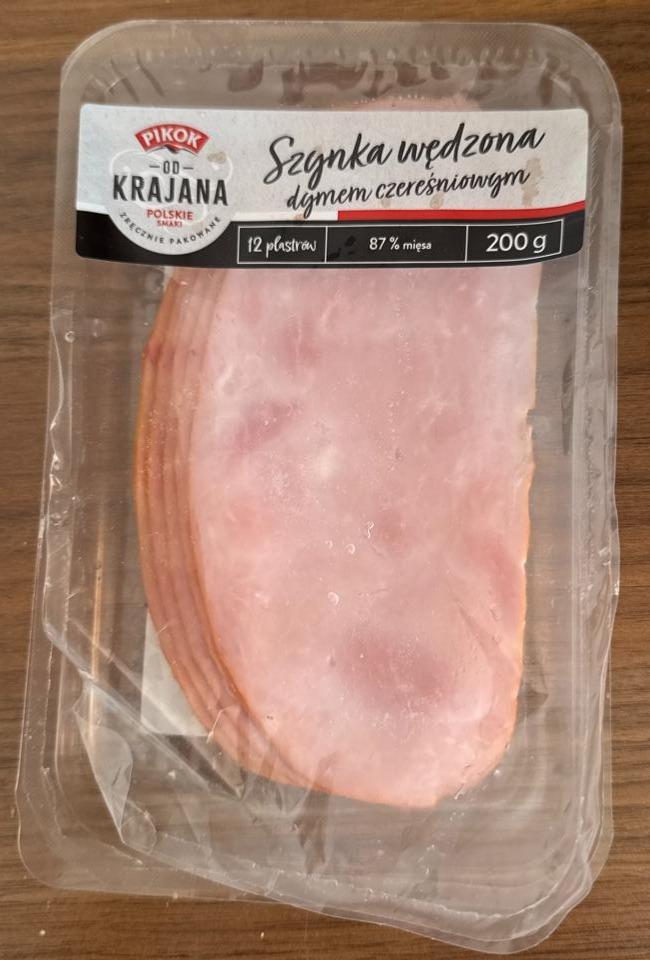 PIKOK
OD
KRAJANA
POLSKIE
SMAKI
ZRĘCZNIE PAKOWANE
Szynka wędzona
dymem czereśniowym
12 plastrów
87 % mięsa
200 g